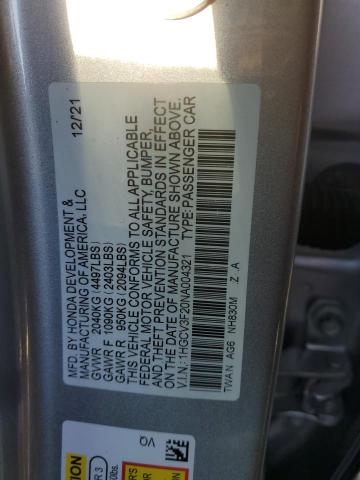 MFD. BY HONDA DEVELOPMENT & 12/'21
MANUFACTURING OF AMERICA, LLC
GVWR 2040KG (4497LBS)
GAWR F 1090KG (2403LBS)
GAWR R 950KG (2094LBS)
THIS VEHICLE CONFORMS TO ALL APPLICABLE
FEDERAL MOTOR VEHICLE SAFETY, BUMPER,
AND THEFT PREVENTION STANDARDS IN EFFECT
ON THE DATE OF MANUFACTURE SHOWN ABOVE.
V.I.N.: 1HGCV3F20NA004321 TYPE:PASSENGER CAR
TWAN AG6 NH830M Z A
VQ